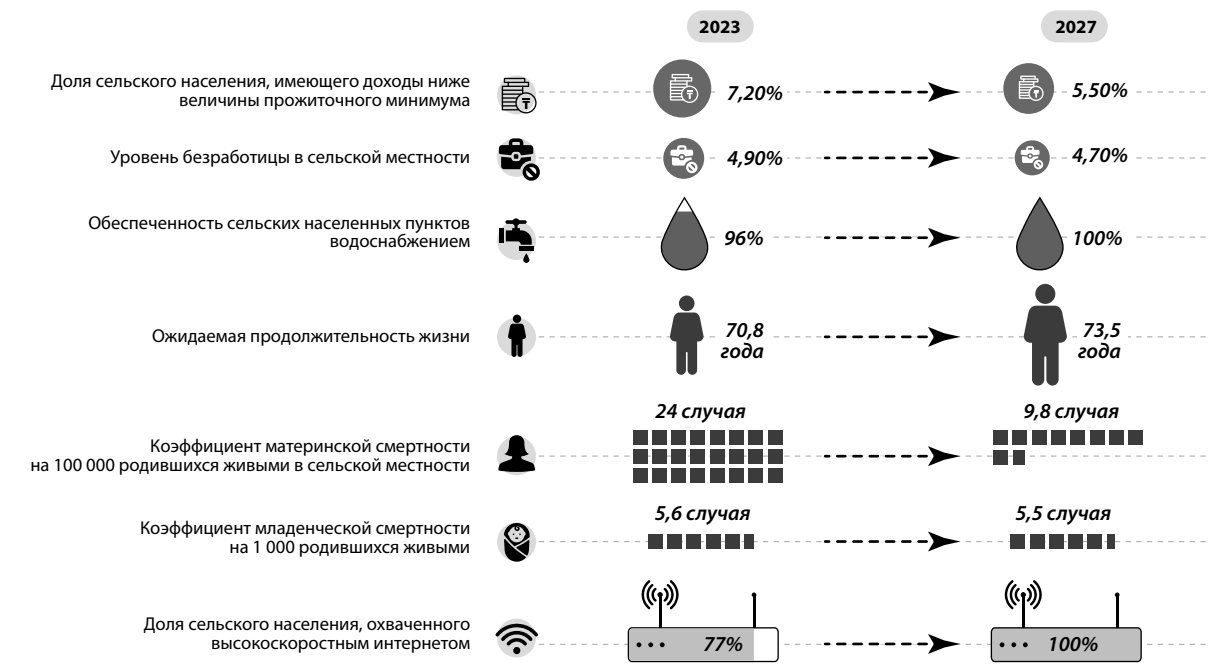 2023
2027
Доля сельского населения, имеющего доходы ниже
величины прожиточного минимума
7,20%
5,50%
Уровень безработицы в сельской местности
4,90%
4,70%
Обеспеченность сельских населенных пунктов
водоснабжением
96%
100%
Ожидаемая продолжительность жизни
70,8
года
73,5
года
Коэффициент материнской смертности
на 100 000 родившихся живыми в сельской местности
24 случая
9,8 случая
Коэффициент младенческой смертности
на 1 000 родившихся живыми
5,6 случая
5,5 случая
Доля сельского населения, охваченного
высокоскоростным интернетом
77%
100%